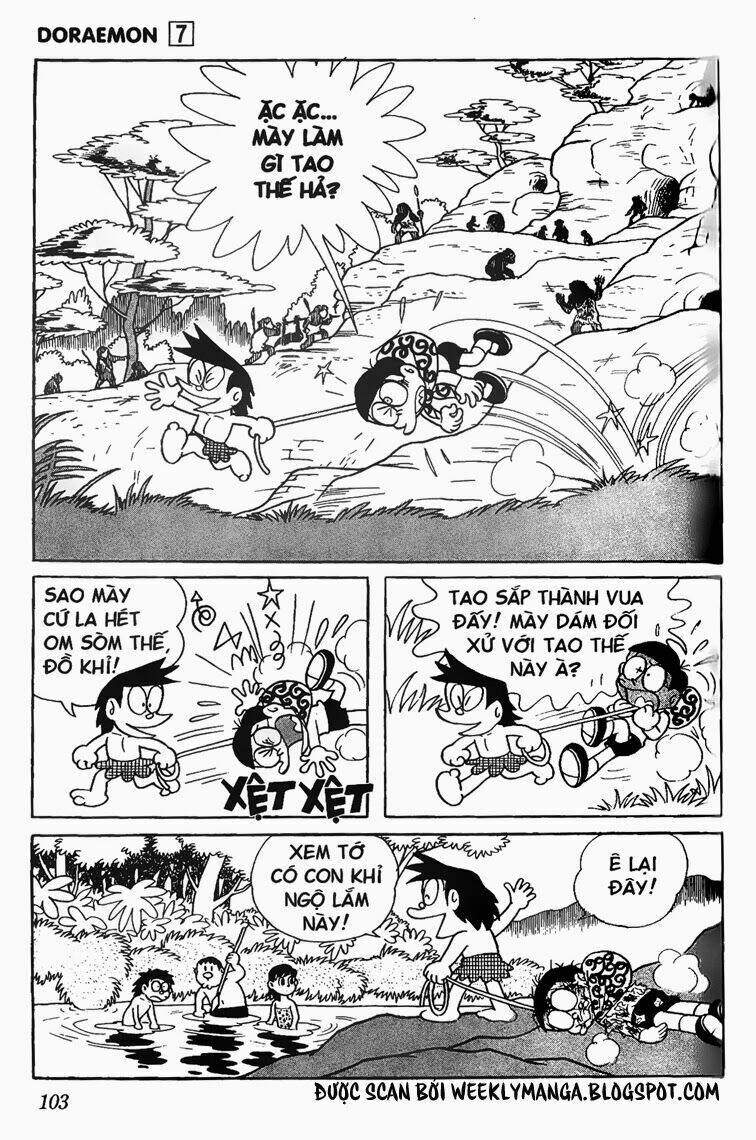 DORAEMON 7
ẶC ẶC...
MÀY LÀM
GÌ TAO
THẾ HẢ?
SAO MÀY
CỨ LA HÉT
OM SÒM THẾ,
ĐỒ KHỈ!
XỆT XỆT
TAO SẮP THÀNH VUA
ĐẤY! MÀY DÁM ĐỐI
XỬ VỚI TAO THẾ
NÀY À?
XEM TỚ
CÓ CON KHỈ
NGỘ LẮM
NÀY!
Ê LẠI
ĐÂY!
103
ĐƯỢC SCAN BỞI WEEKLYMANGA.BLOGSPOT.COM